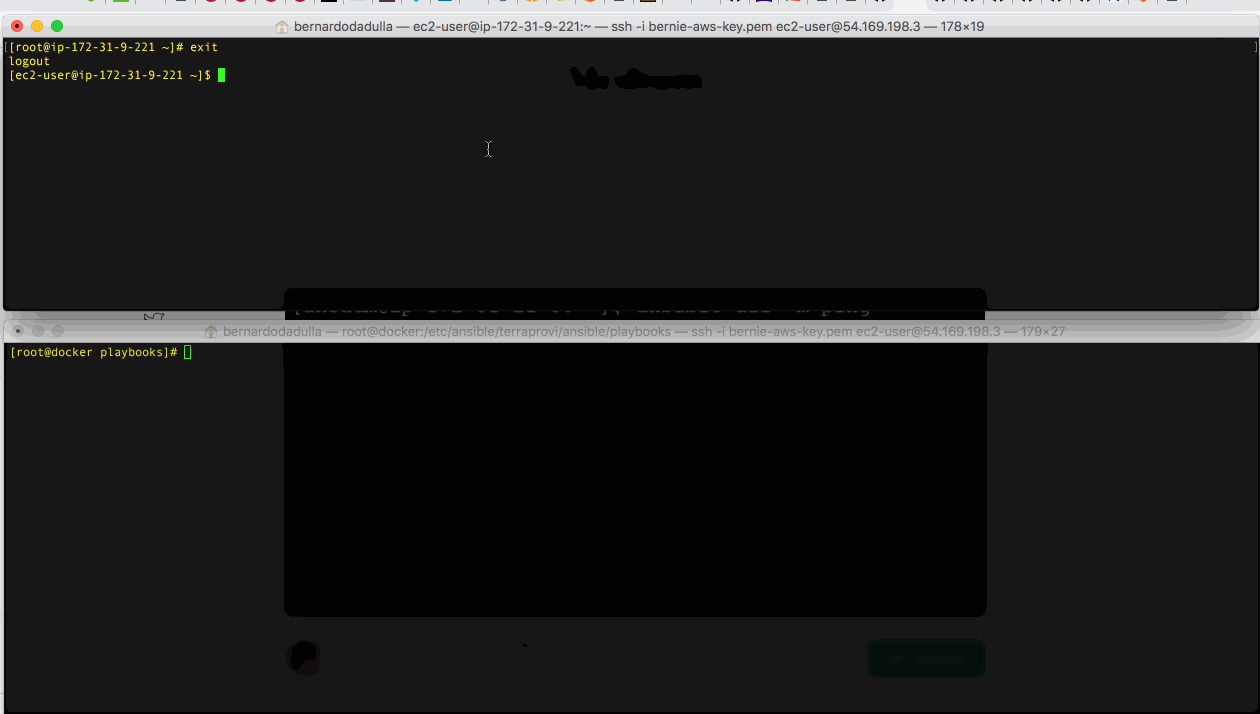 bernardodadulla — ec2-user@ip-172-31-9-221:~ — ssh -i bernie-aws-key.pem ec2-user@54.169.198.3 — 178×19
[[root@ip-172-31-9-221 ~]# exit ]
logout
[ec2-user@ip-172-31-9-221 ~]$
bernardodadulla — root@docker:/etc/ansible/terraprovi/ansible/playbooks — ssh -i bernie-aws-key.pem ec2-user@54.169.198.3 — 179×27
[root@docker playbooks]#